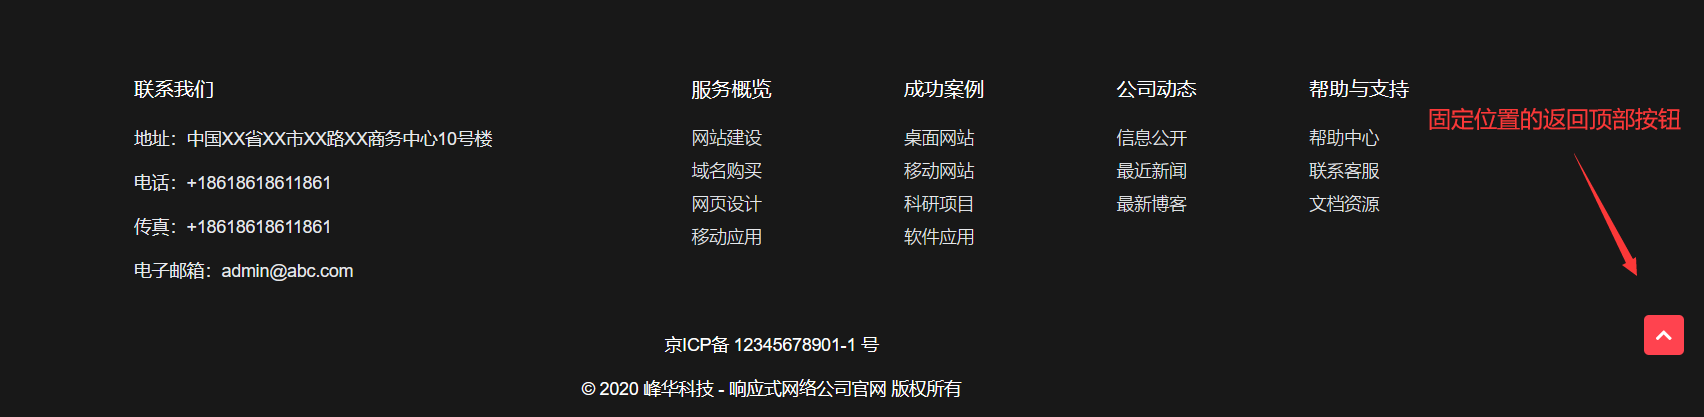 联系我们
地址：中国XX省XX市XX路XX商务中心10号楼
电话：+18618618611861
传真：+18618618611861
电子邮箱：admin@abc.com
服务概览
网站建设
域名购买
网页设计
移动应用
成功案例
桌面网站
移动网站
科研项目
软件应用
公司动态
信息公开
最近新闻
最新博客
帮助与支持
帮助中心
联系客服
文档资源
固定位置的返回顶部按钮
京ICP备 12345678901-1 号
© 2020 峰华科技 - 响应式网络公司官网 版权所有